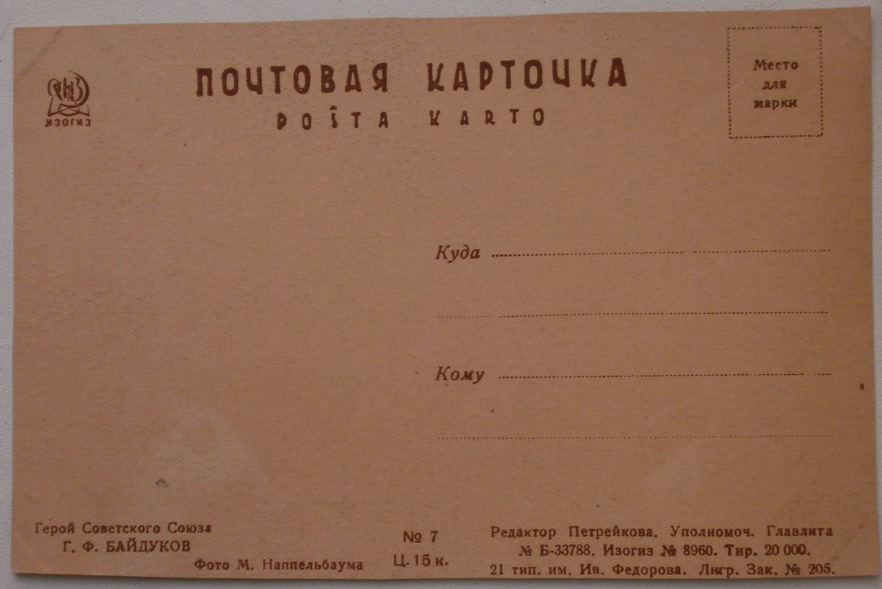 ПОЧТОВАЯ КАРТОЧКА
POŜTA KARTO
ИЗОГИЗ
Место
для
марки
Куда
Кому
Герой Советского Союза
Г. Ф. БАЙДУКОВ
Фото М. Наппельбаума
№ 7
Ц. 15 к.
Редактор Петрейкова. Уполномоч. Главлита
№ Б-33788. Изогиз № 8960. Тир. 20 000.
21 тип. им. Ив. Федорова. Лнгр. Зак. № 205.